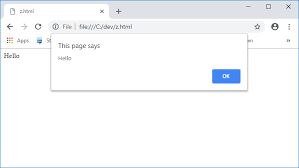 z.html
File | file:///C:/dev/z.html
Apps
Hello
This page says
Hello
OK